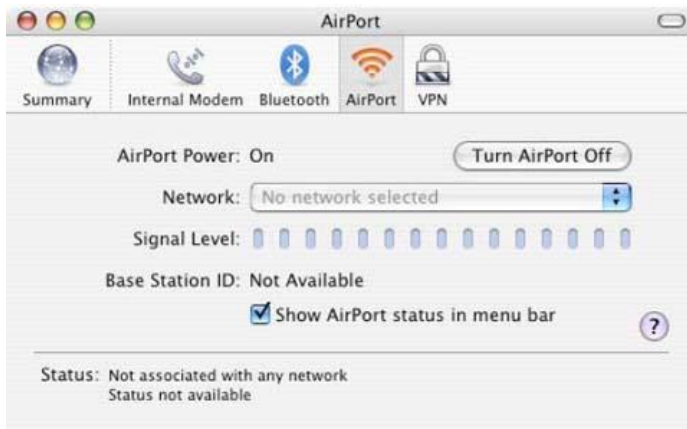 AirPort
Summary Internal Modem Bluetooth AirPort VPN
AirPort Power: On Turn AirPort Off
Network: No network selected
Signal Level:
Base Station ID: Not Available
Show AirPort status in menu bar
?
Status: Not associated with any network
Status not available